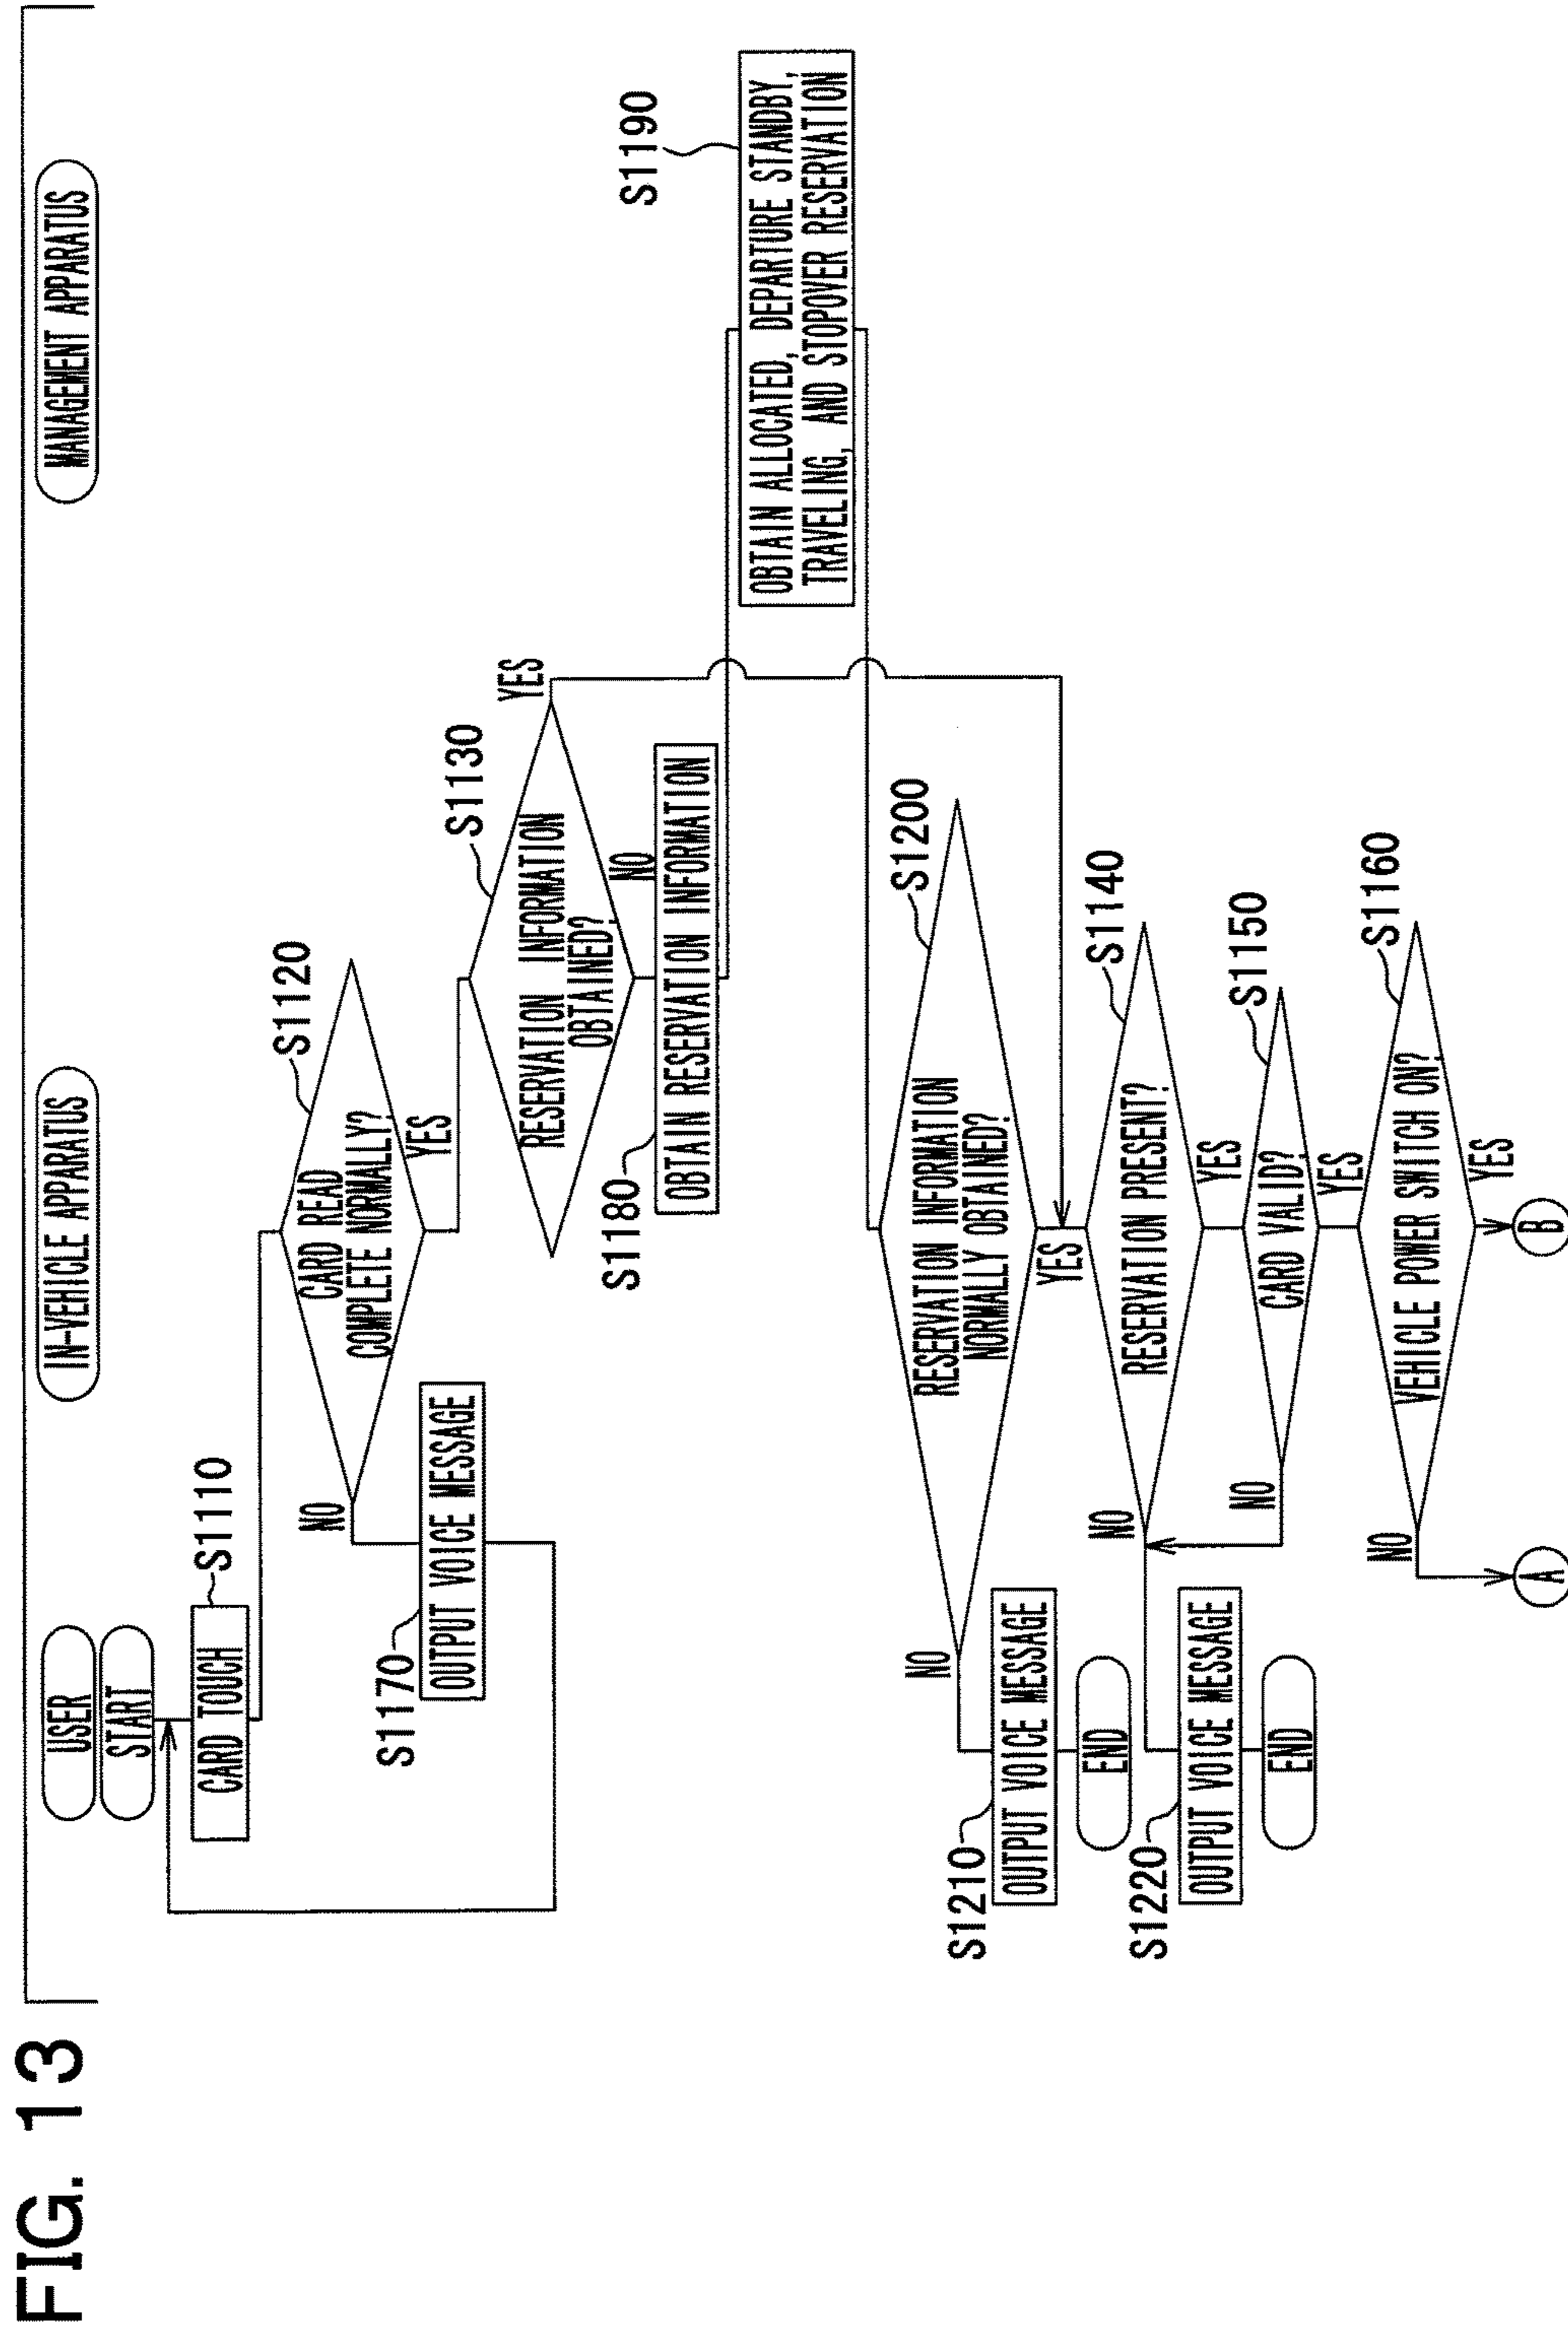 FIG. 13
USER
IN-VEHICLE APPARATUS
MANAGEMENT APPARATUS
START
CARD TOUCH
S1110
CARD READ
COMPLETE NORMALLY?
S1120
NO
YES
S1170
OUTPUT VOICE MESSAGE
RESERVATION INFORMATION
OBTAINED?
S1130
YES
NO
S1180
OBTAIN RESERVATION INFORMATION
S1190
OBTAIN ALLOCATED, DEPARTURE STANDBY,
TRAVELING, AND STOPOVER RESERVATION
RESERVATION INFORMATION
NORMALLY OBTAINED?
S1200
NO
YES
S1210
OUTPUT VOICE MESSAGE
END
RESERVATION PRESENT?
S1140
NO
YES
S1220
OUTPUT VOICE MESSAGE
END
CARD VALID?
S1150
NO
YES
VEHICLE POWER SWITCH ON?
S1160
NO
YES
A
B